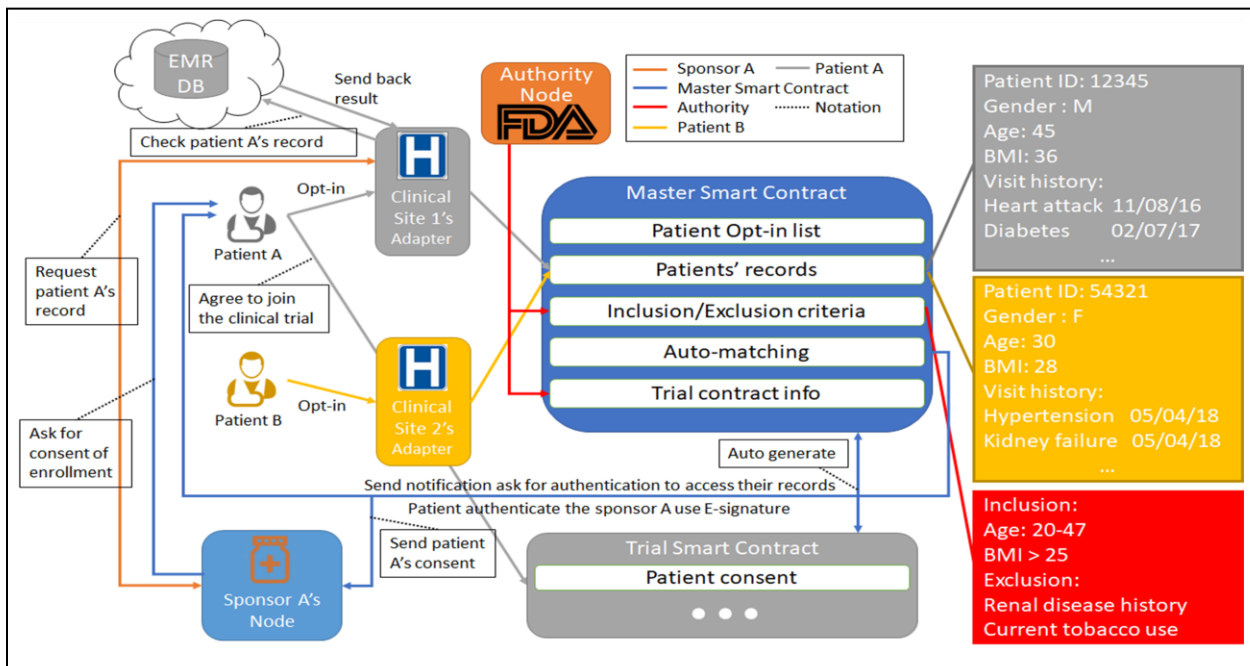 EMR
DB
Send back
result
Check patient A's record
Authority
Node
FDA
Sponsor A
Patient A
Master Smart Contract
Authority
Notation
Patient B
Patient ID: 12345
Gender : M
Age: 45
BMI: 36
Visit history:
Heart attack 11/08/16
Diabetes 02/07/17
...
H
Clinical
Site 1's
Adapter
Opt-in
Patient A
Request
patient A's
record
Agree to join
the clinical trial
Master Smart Contract
Patient Opt-in list
Patients' records
Inclusion/Exclusion criteria
Auto-matching
Trial contract info
Patient ID: 54321
Gender : F
Age: 30
BMI: 28
Visit history:
Hypertension 05/04/18
Kidney failure 05/04/18
...
H
Clinical
Site 2's
Adapter
Opt-in
Patient B
Ask for
consent of
enrollment
Auto generate
Send notification ask for authentication to access their records
Patient authenticate the sponsor A use E-signature
Send patient
A's consent
Sponsor A's
Node
Trial Smart Contract
Patient consent
Inclusion:
Age: 20-47
BMI > 25
Exclusion:
Renal disease history
Current tobacco use